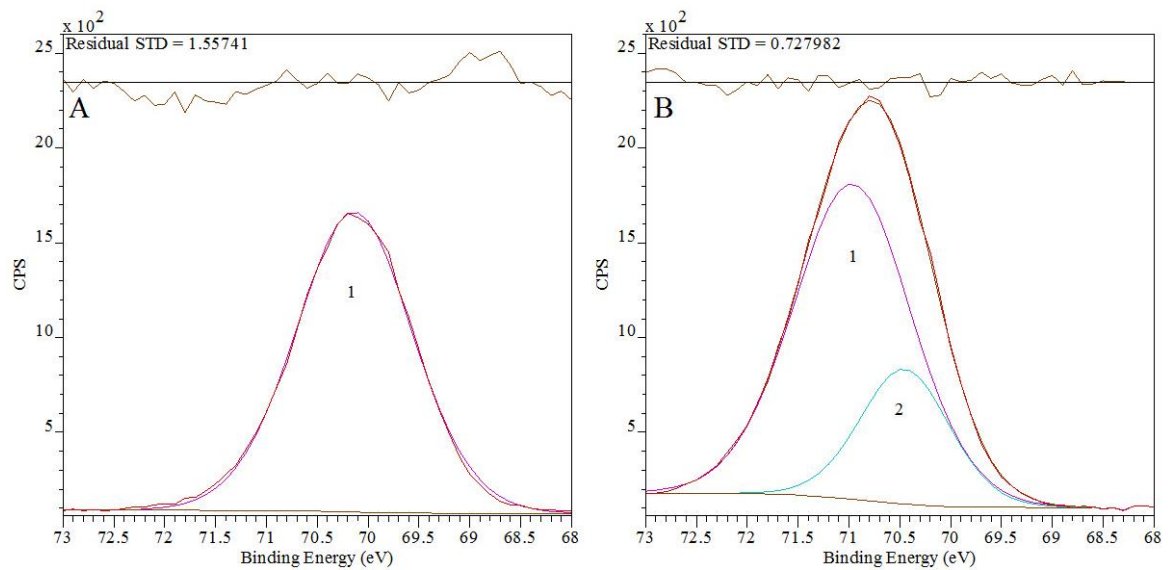 x 10²
Residual STD = 1.55741
A
25
20
15
10
5
CPS
1
73 72.5 72 71.5 71 70.5 70 69.5 69 68.5 68
Binding Energy (eV)
x 10²
Residual STD = 0.727982
B
25
20
15
10
5
CPS
1
2
73 72.5 72 71.5 71 70.5 70 69.5 69 68.5 68
Binding Energy (eV)